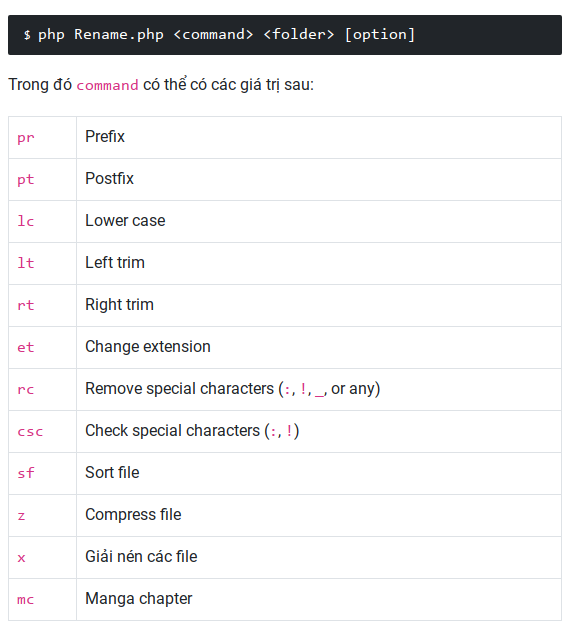 $ php Rename.php <command> <folder> [option]
Trong đó command có thể có các giá trị sau:
pr Prefix
pt Postfix
lc Lower case
lt Left trim
rt Right trim
et Change extension
rc Remove special characters (:, !, _, or any)
csc Check special characters (:, !)
sf Sort file
z Compress file
x Giải nén các file
mc Manga chapter